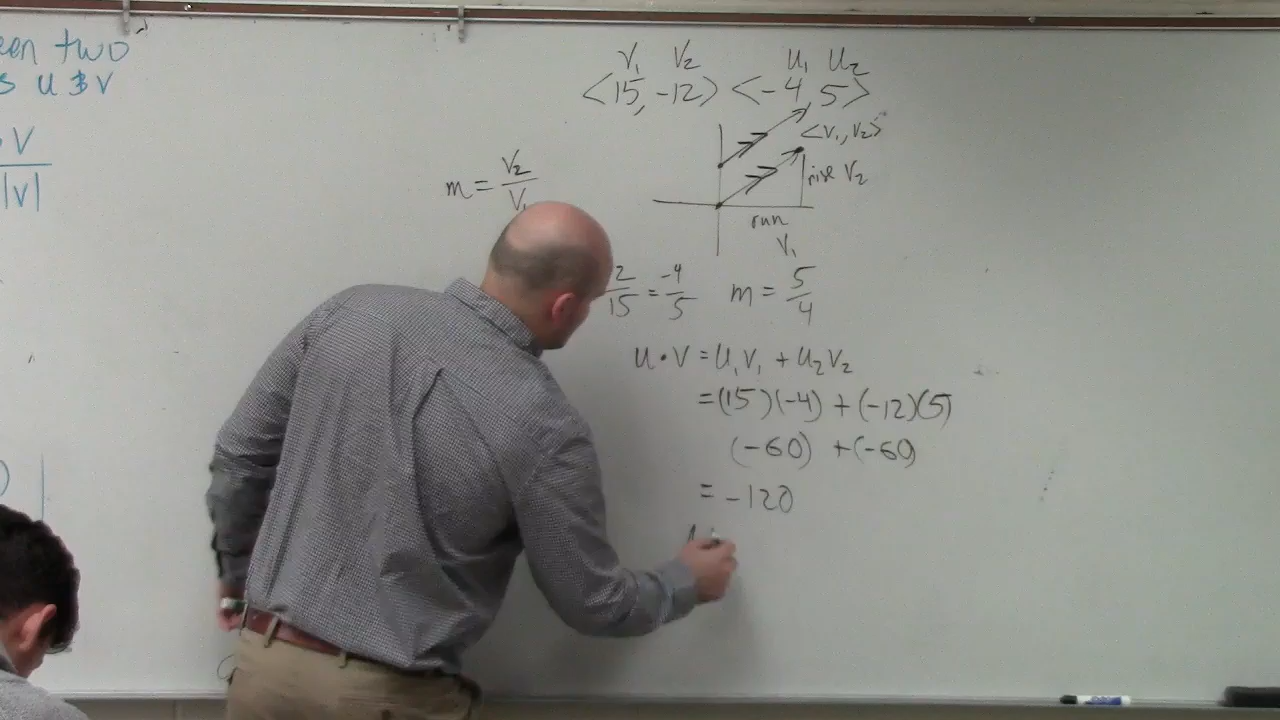 een two
s u & v
V
|v|
V₁ V₂ U₁ U₂
<15, -12> <-4, 5>
<V₁, V₂>
m = V₂/V₁
rise V₂
run
V₁
2/15 = -4/5 m = 5/4
u • v = U₁V₁ + U₂V₂
= (15)(-4) + (-12)(5)
(-60) + (-60)
= -120